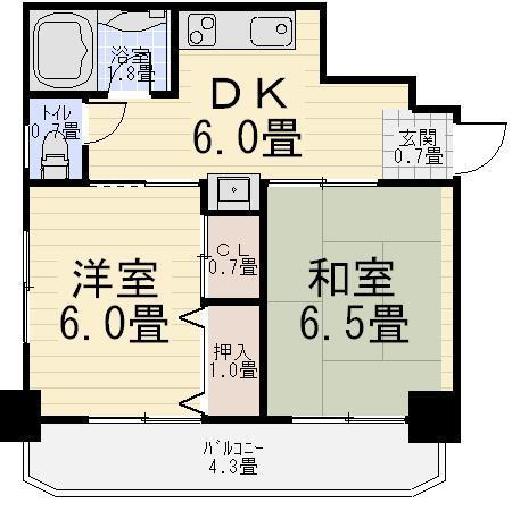 浴室
1.8畳
DK
6.0畳
トイレ
0.7畳
玄関
0.7畳
洋室
6.0畳
CL
0.7畳
和室
6.5畳
押入
1.0畳
バルコニー
4.3畳